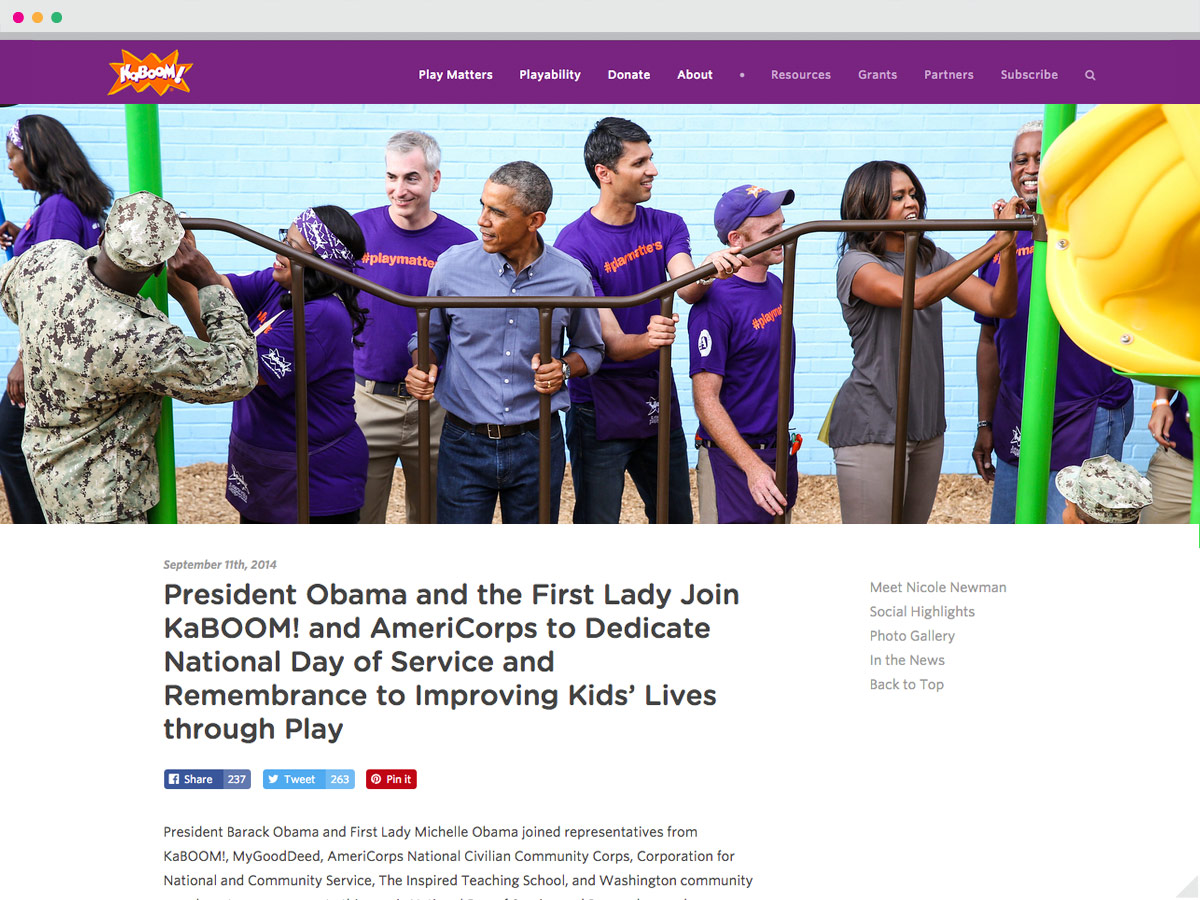 KaBOOM!
Play Matters Playability Donate About • Resources Grants Partners Subscribe
#playmatte
#playmatters
#playmat
September 11th, 2014
President Obama and the First Lady Join
KaBOOM! and AmeriCorps to Dedicate
National Day of Service and
Remembrance to Improving Kids’ Lives
through Play
Meet Nicole Newman
Social Highlights
Photo Gallery
In the News
Back to Top
Share 237 Tweet 263 Pin it
President Barack Obama and First Lady Michelle Obama joined representatives from
KaBOOM!, MyGoodDeed, AmeriCorps National Civilian Community Corps, Corporation for
National and Community Service, The Inspired Teaching School, and Washington community